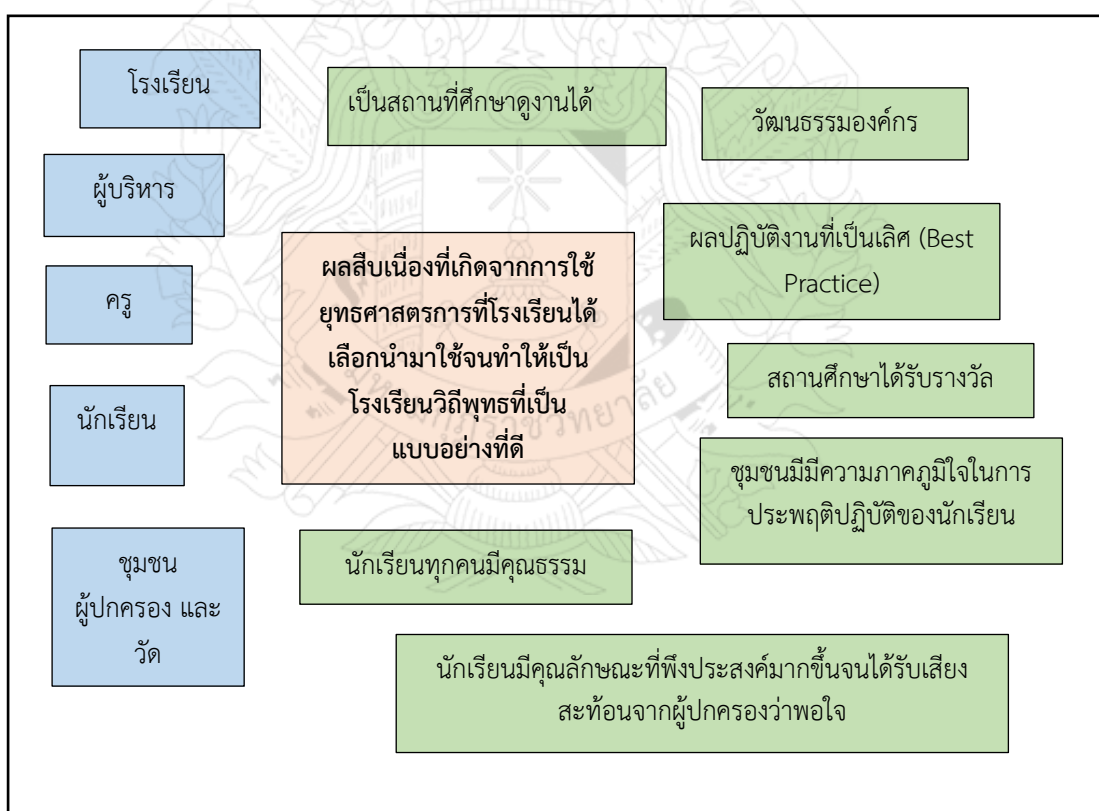 โรงเรียน
ผู้บริหาร
ครู
นักเรียน
ชุมชน
ผู้ปกครอง และ
วัด
เป็นสถานที่ศึกษาดูงานได้
ผลสืบเนื่องที่เกิดจากการใช้
ยุทธศาสตรการที่โรงเรียนได้
เลือกนำมาใช้จนทำให้เป็น
โรงเรียนวิถีพุทธที่เป็น
แบบอย่างที่ดี
นักเรียนทุกคนมีคุณธรรม
วัฒนธรรมองค์กร
ผลปฏิบัติงานที่เป็นเลิศ (Best
Practice)
สถานศึกษาได้รับรางวัล
ชุมชนมีมีความภาคภูมิใจในการ
ประพฤติปฏิบัติของนักเรียน
นักเรียนมีคุณลักษณะที่พึงประสงค์มากขึ้นจนได้รับเสียง
สะท้อนจากผู้ปกครองว่าพอใจ
มหามกุฏราชวิทยาลัย